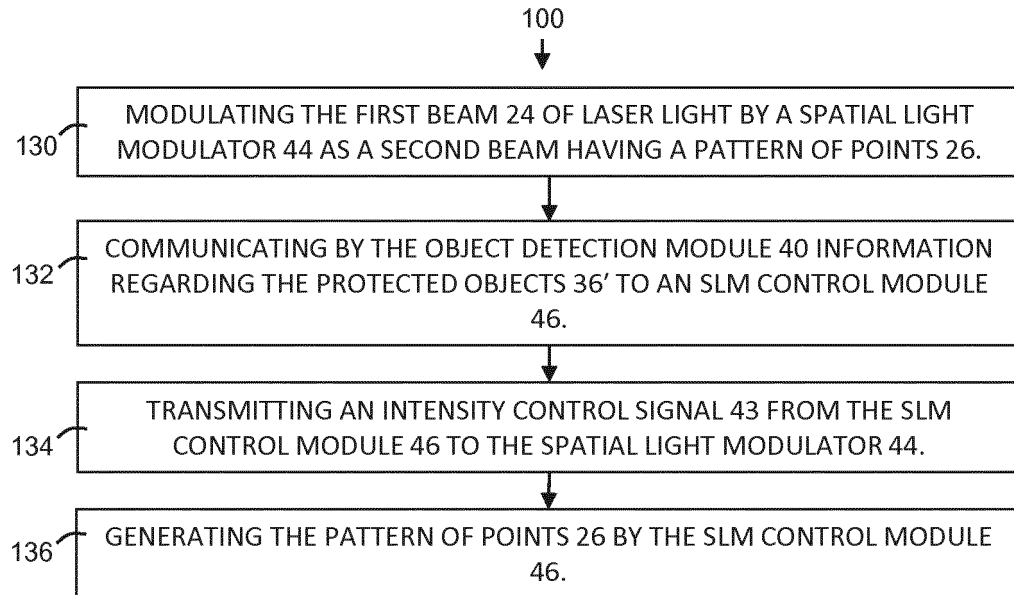 100
130
MODULATING THE FIRST BEAM 24 OF LASER LIGHT BY A SPATIAL LIGHT
MODULATOR 44 AS A SECOND BEAM HAVING A PATTERN OF POINTS 26.
132
COMMUNICATING BY THE OBJECT DETECTION MODULE 40 INFORMATION
REGARDING THE PROTECTED OBJECTS 36' TO AN SLM CONTROL MODULE
46.
134
TRANSMITTING AN INTENSITY CONTROL SIGNAL 43 FROM THE SLM
CONTROL MODULE 46 TO THE SPATIAL LIGHT MODULATOR 44.
136
GENERATING THE PATTERN OF POINTS 26 BY THE SLM CONTROL MODULE
46.